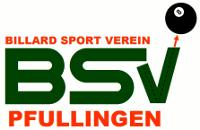 BILLARD SPORT VEREIN
BSV
PFULLINGEN